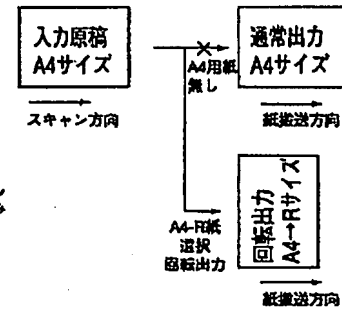 入力原稿
A4サイズ
スキャン方向
A4用紙
無し
通常出力
A4サイズ
紙搬送方向
A4-R紙
選択
回転出力
回転出力
A4→Rサイズ
紙搬送方向